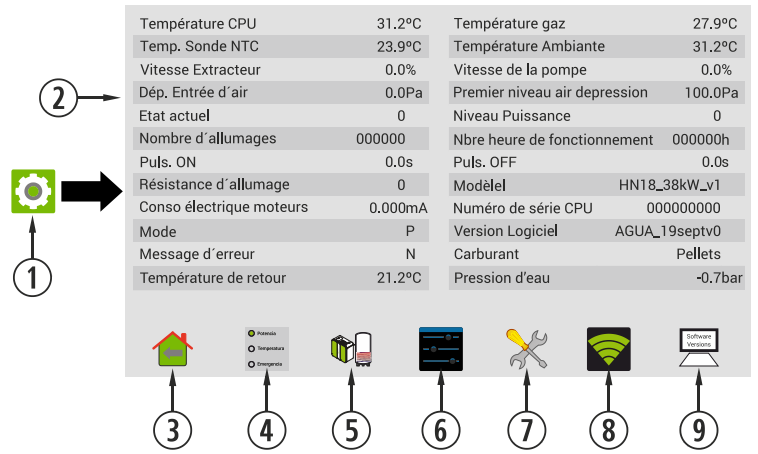 Température CPU 31.2ºC Température gaz 27.9ºC
Temp. Sonde NTC 23.9ºC Température Ambiante 31.2ºC
Vitesse Extracteur 0.0% Vitesse de la pompe 0.0%
Dép. Entrée d´air 0.0Pa Premier niveau air depression 100.0Pa
Etat actuel 0 Niveau Puissance 0
Nombre d´allumages 000000 Nbre heure de fonctionnement 000000h
Puls. ON 0.0s Puls. OFF 0.0s
Résistance d´allumage 0 Modèlel HN18_38kW_v1
Conso électrique moteurs 0.000mA Numéro de série CPU 000000000
Mode P Version Logiciel AGUA_19septv0
Message d´erreur N Carburant Pellets
Température de retour 21.2ºC Pression d'eau -0.7bar
2
1
Potencia
Temperatura
Emergencia
Software
Versions
3 4 5 6 7 8 9